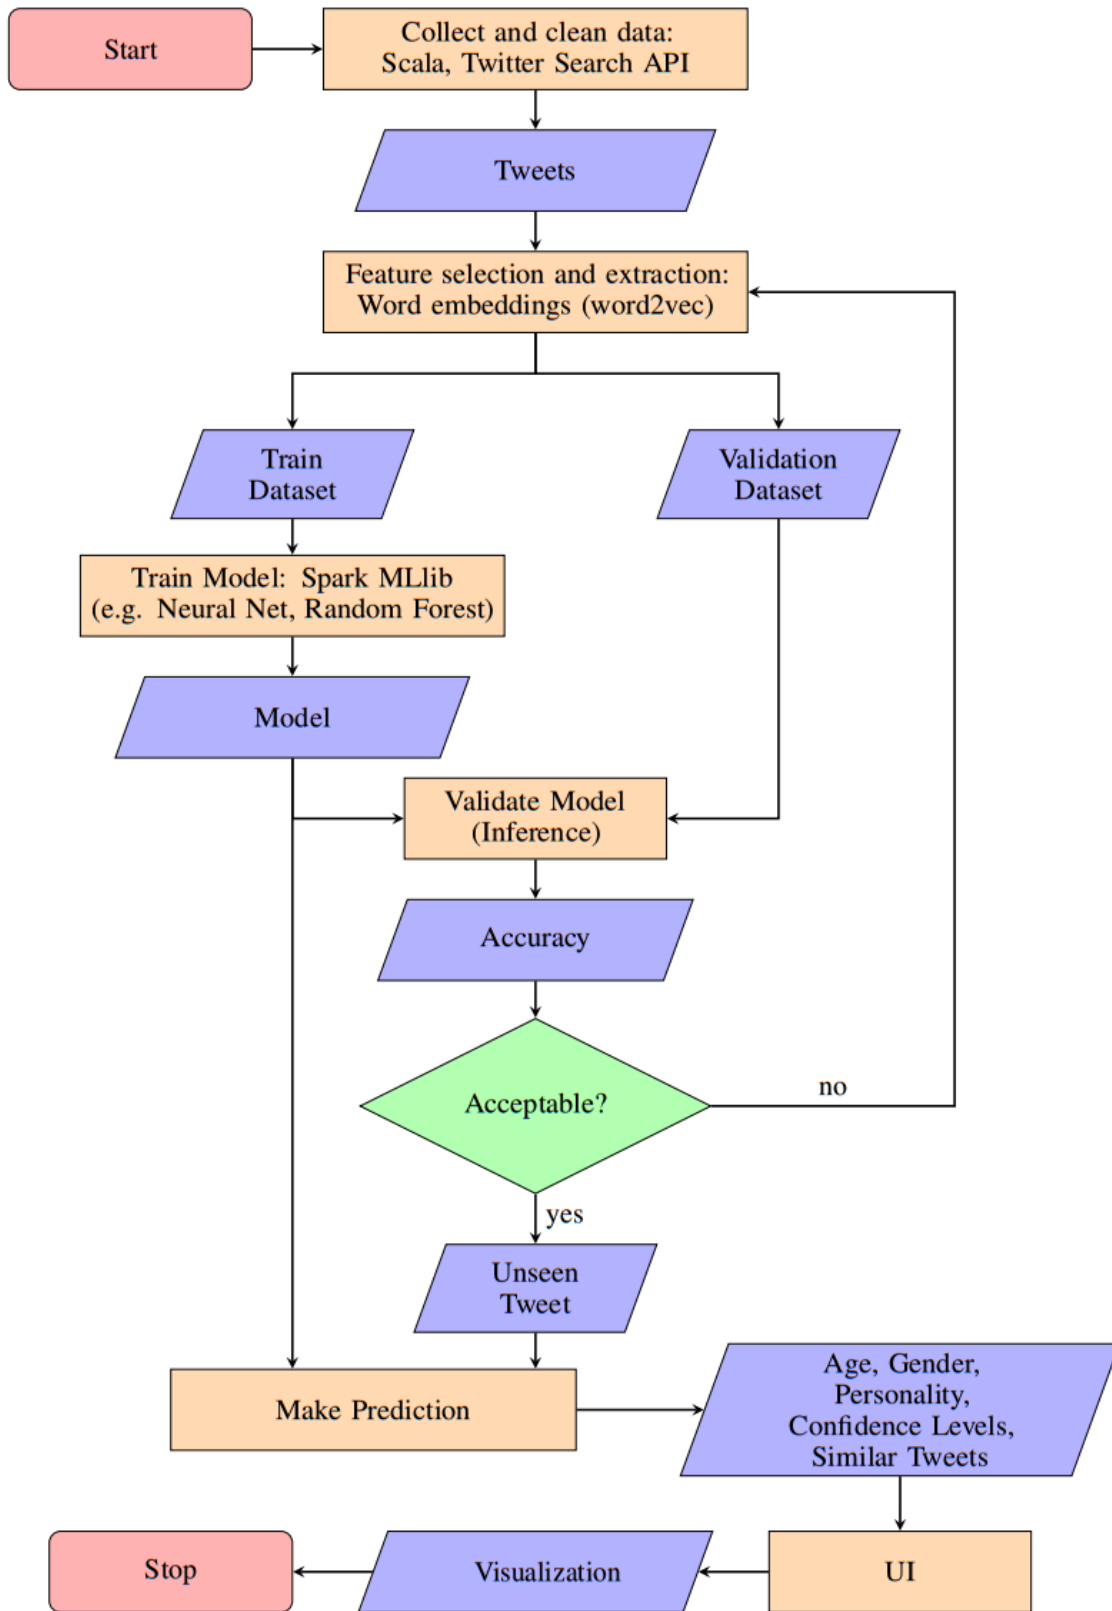 Start
Collect and clean data:
Scala, Twitter Search API
Tweets
Feature selection and extraction:
Word embeddings (word2vec)
Train
Dataset
Validation
Dataset
Train Model: Spark MLlib
(e.g. Neural Net, Random Forest)
Model
Validate Model
(Inference)
Accuracy
Acceptable?
no
yes
Unseen
Tweet
Make Prediction
Age, Gender,
Personality,
Confidence Levels,
Similar Tweets
Stop
Visualization
UI